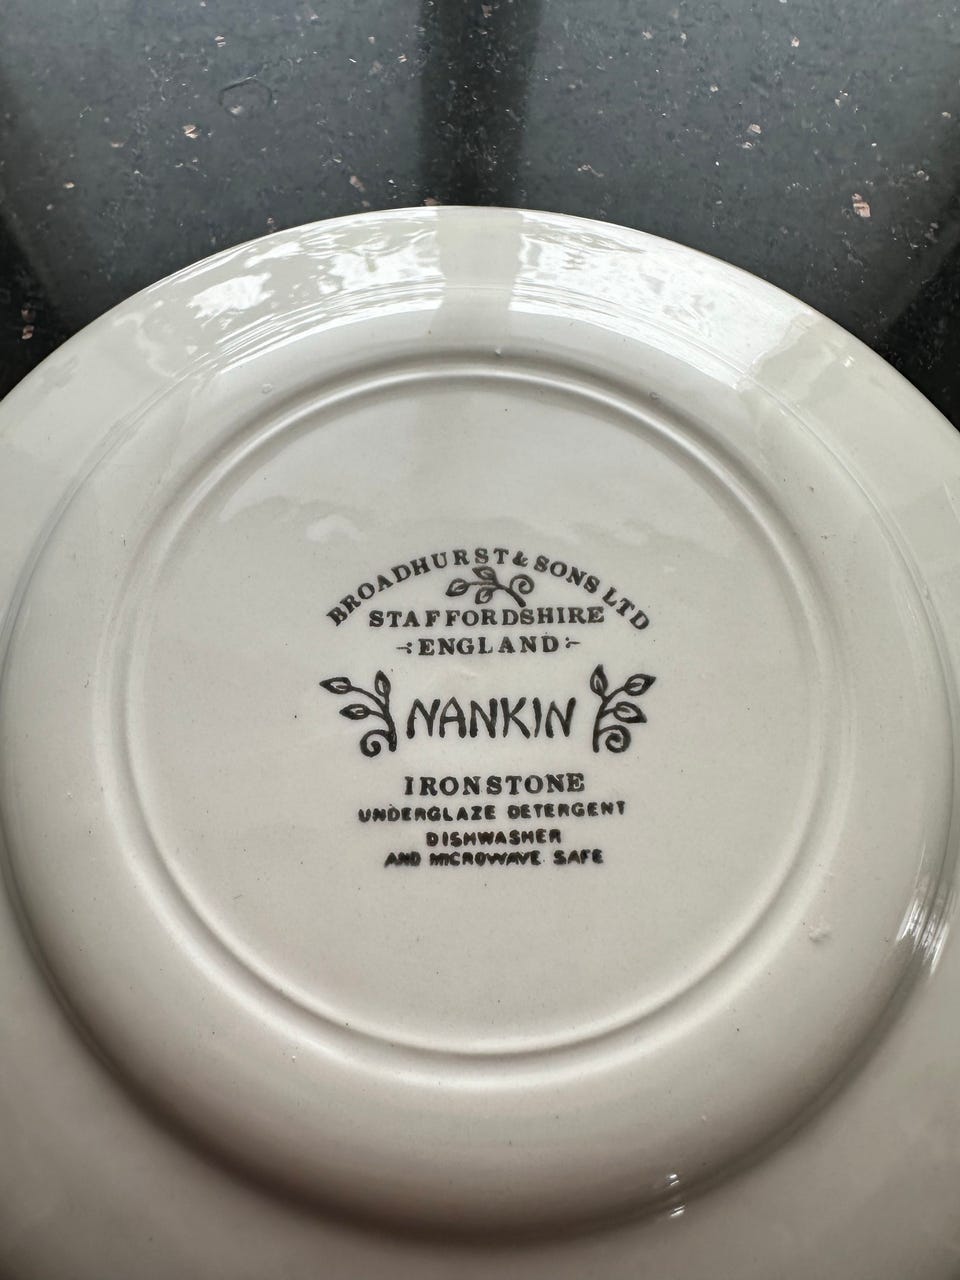 BROADHURST & SONS LTD
STAFFORDSHIRE
ENGLAND
NANKIN
IRONSTONE
UNDERGLAZE DETERGENT
DISHWASHER
AND MICROWAVE SAFE